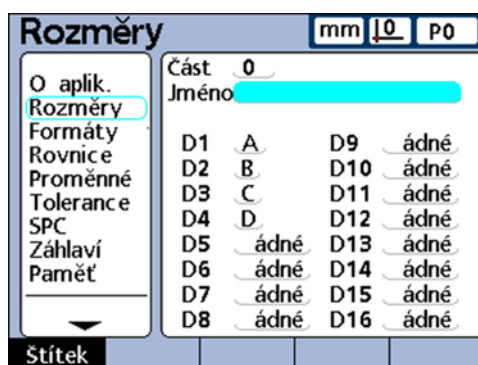 Rozměry mm 0 P0
O aplik.
Rozměry
Formáty
Rovnice
Proměnné
Tolerance
SPC
Záhlaví
Paměť
Část 0
Jméno
D1 A D9 ádné
D2 B D10 ádné
D3 C D11 ádné
D4 D D12 ádné
D5 ádné D13 ádné
D6 ádné D14 ádné
D7 ádné D15 ádné
D8 ádné D16 ádné
štítek